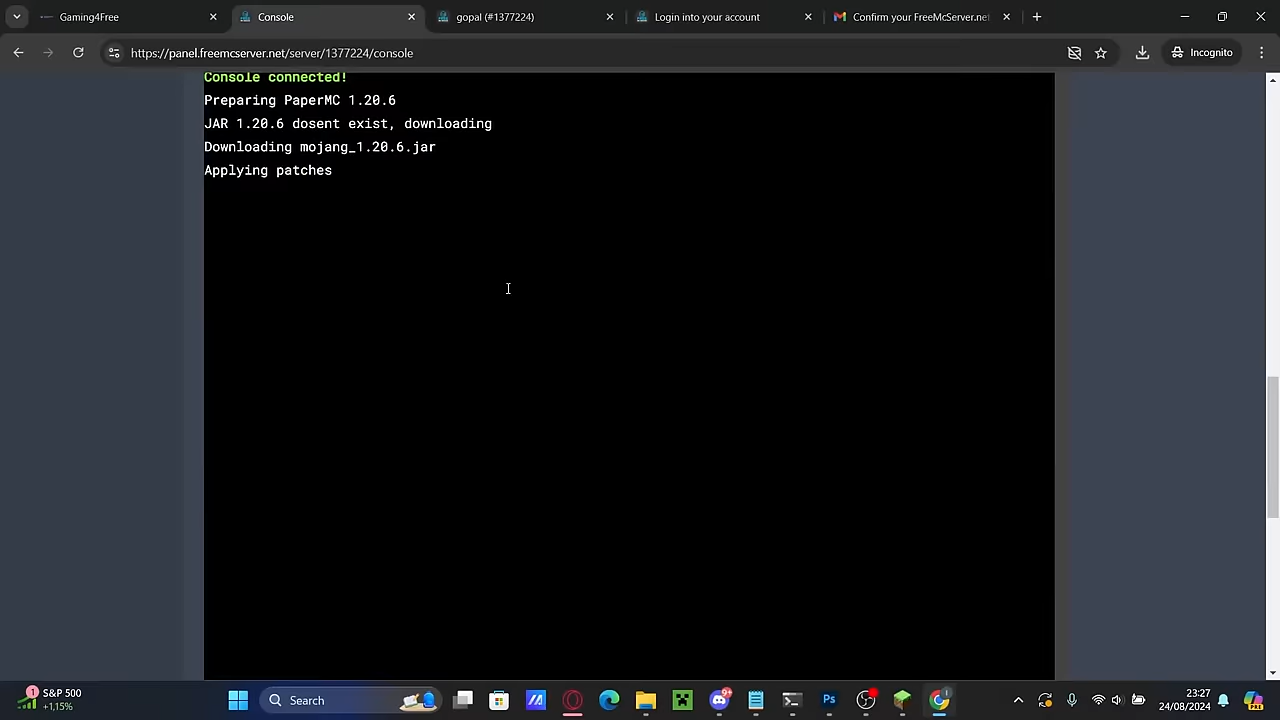 Gaming4Free
Console
gopal (#1377224)
Login into your account
Confirm your FreeMcServer.net
https://panel.freemcserver.net/server/1377224/console
Incognito
Console connected!
Preparing PaperMC 1.20.6
JAR 1.20.6 dosent exist, downloading
Downloading mojang_1.20.6.jar
Applying patches
1
S&P 500
+1,15%
Search
9+
23:27
24/08/2024